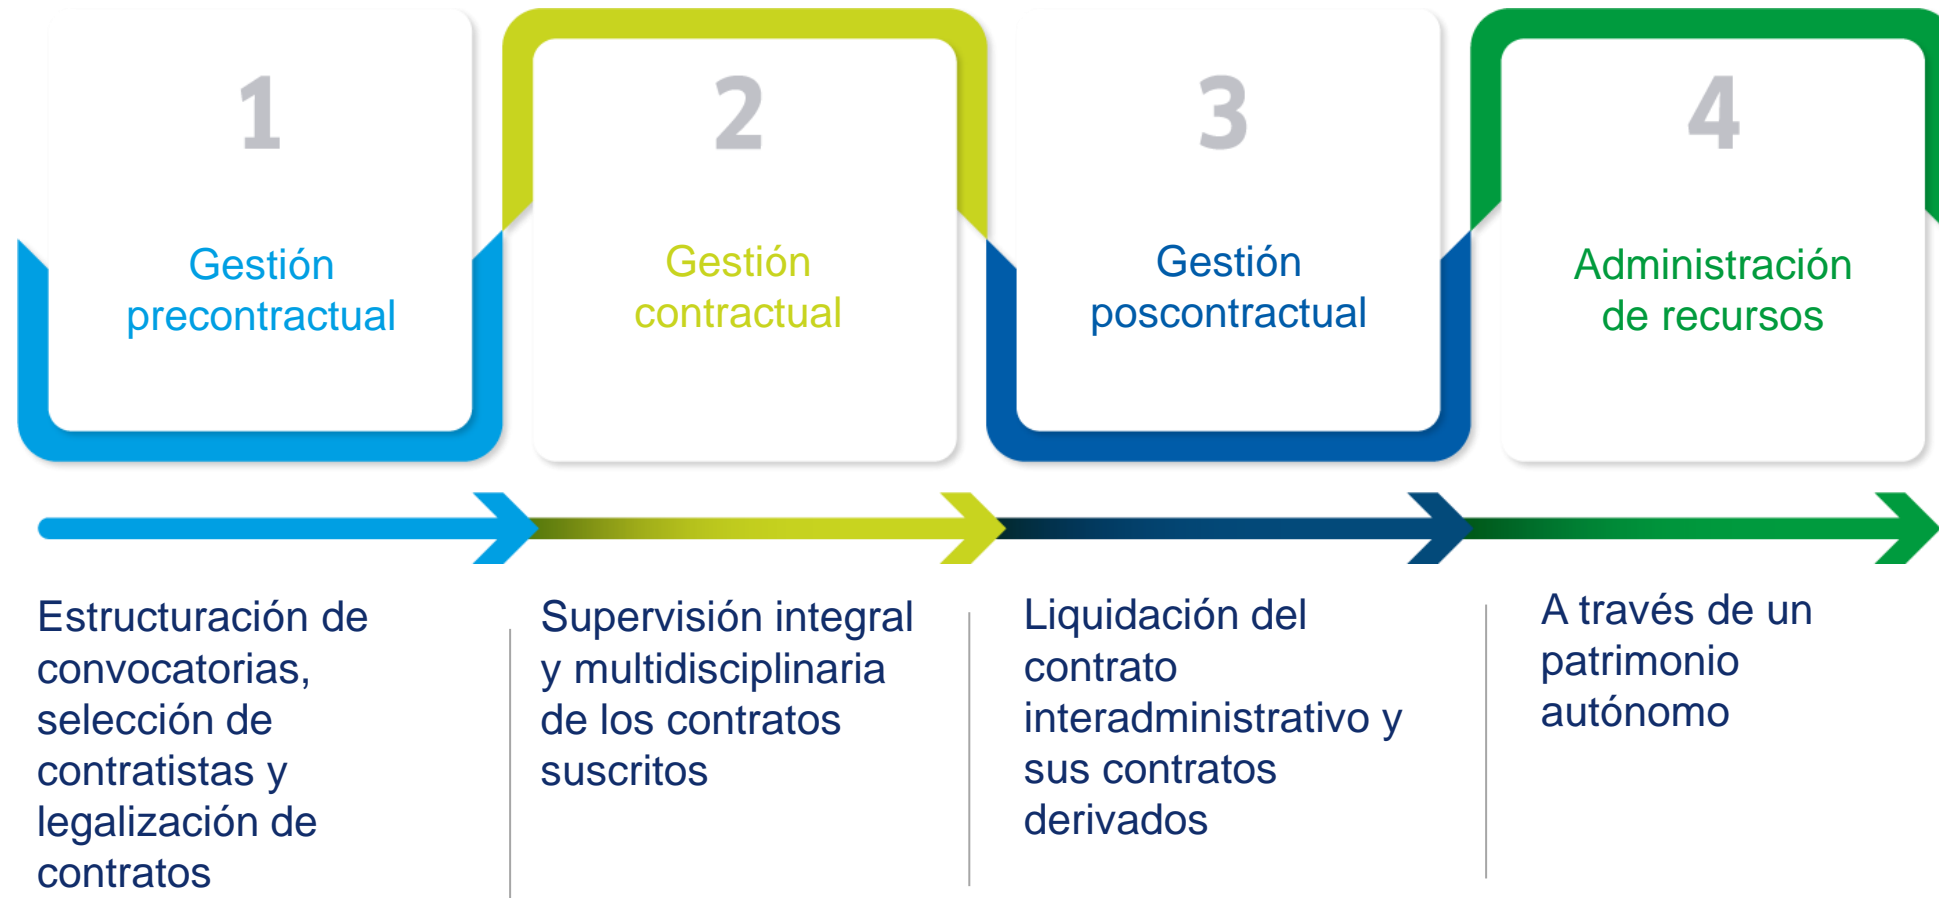 1
Gestión
precontractual
2
Gestión
contractual
3
Gestión
poscontractual
4
Administración
de recursos
Estructuración de
convocatorias,
selección de
contratistas y
legalización de
contratos
Supervisión integral
y multidisciplinaria
de los contratos
suscritos
Liquidación del
contrato
interadministrativo y
sus contratos
derivados
A través de un
patrimonio
autónomo